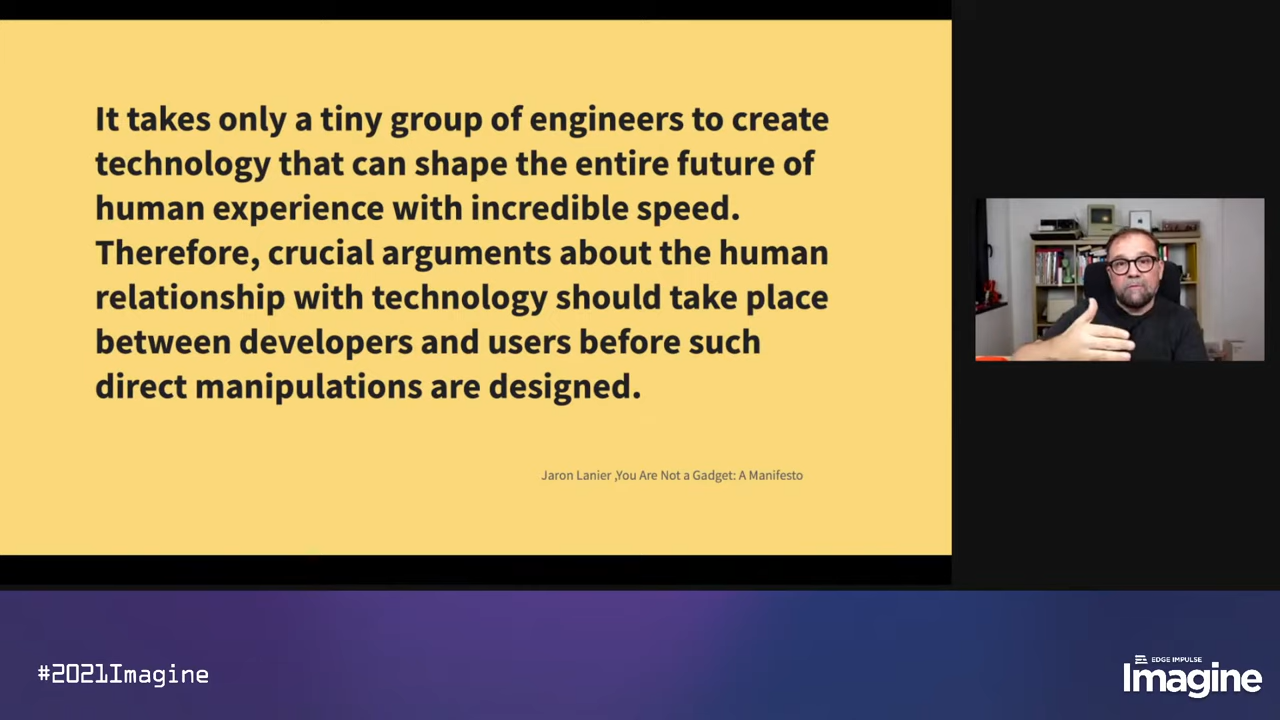 It takes only a tiny group of engineers to create
technology that can shape the entire future of
human experience with incredible speed.
Therefore, crucial arguments about the human
relationship with technology should take place
between developers and users before such
direct manipulations are designed.
Jaron Lanier ,You Are Not a Gadget: A Manifesto
#2021Imagine
EDGE IMPULSE
Imagine